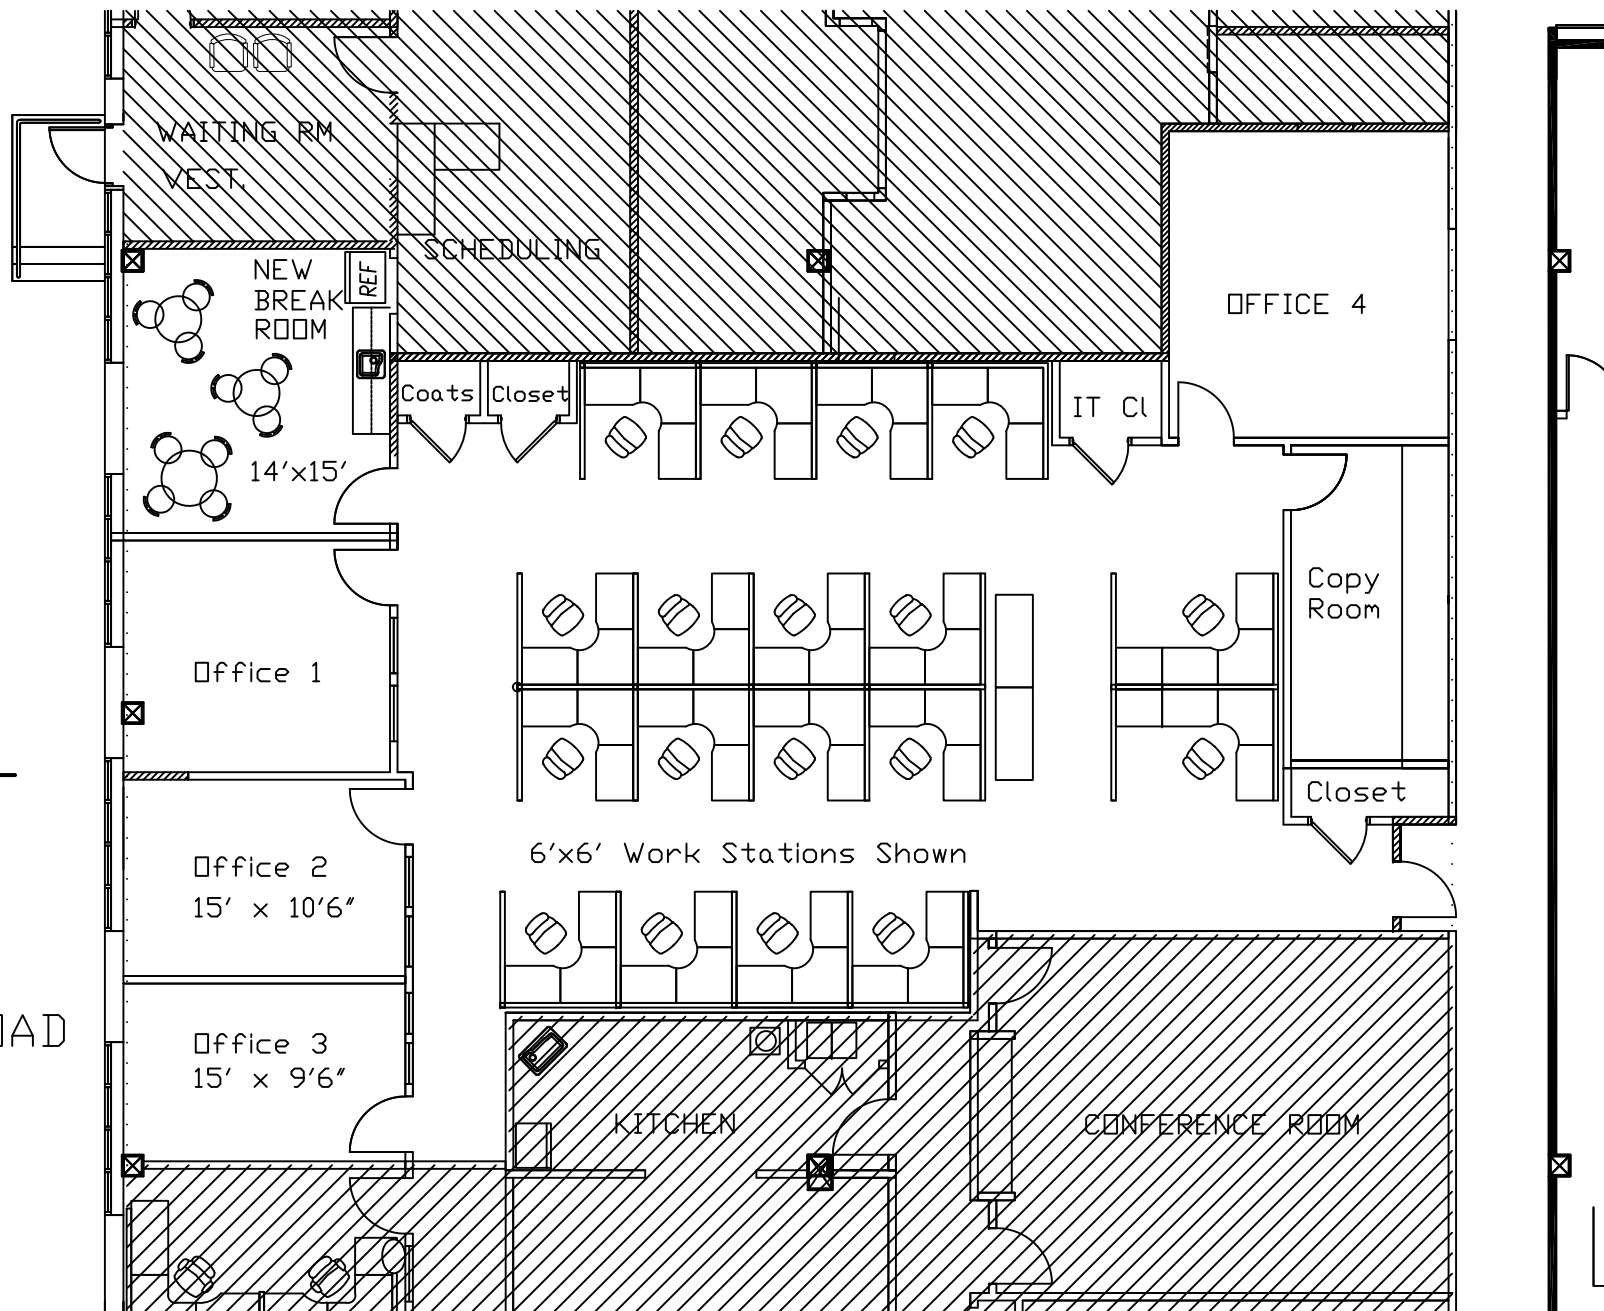 WAITING RM
VEST.
SCHEDULING
NEW
BREAK
ROOM
REF
OFFICE 4
Coats
Closet
IT Cl
14'x15'
Copy
Room
Office 1
Closet
6'x6' Work Stations Shown
Office 2
15' x 10'6"
Office 3
15' x 9'6"
KITCHEN
CONFERENCE ROOM